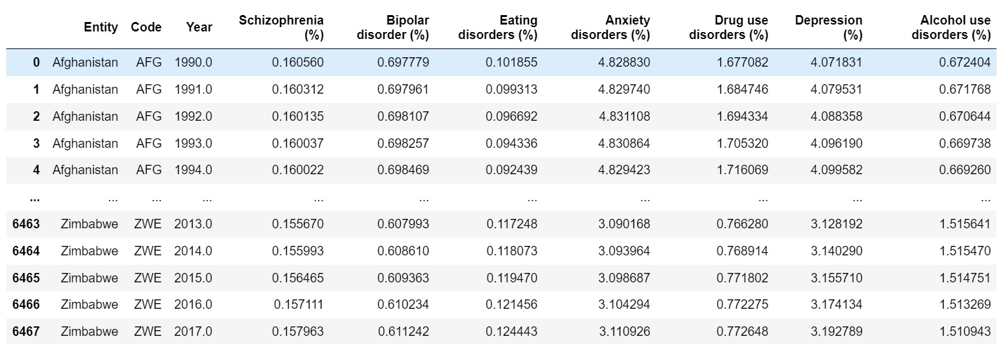 Entity Code Year Schizophrenia (%) Bipolar disorder (%) Eating disorders (%) Anxiety disorders (%) Drug use disorders (%) Depression (%) Alcohol use disorders (%)
0 Afghanistan AFG 1990.0 0.160560 0.697779 0.101855 4.828830 1.677082 4.071831 0.672404
1 Afghanistan AFG 1991.0 0.160312 0.697961 0.099313 4.829740 1.684746 4.079531 0.671768
2 Afghanistan AFG 1992.0 0.160135 0.698107 0.096692 4.831108 1.694334 4.088358 0.670644
3 Afghanistan AFG 1993.0 0.160037 0.698257 0.094336 4.830864 1.705320 4.096190 0.669738
4 Afghanistan AFG 1994.0 0.160022 0.698469 0.092439 4.829423 1.716069 4.099582 0.669260
... ... ... ... ... ... ... ... ... ... ...
6463 Zimbabwe ZWE 2013.0 0.155670 0.607993 0.117248 3.090168 0.766280 3.128192 1.515641
6464 Zimbabwe ZWE 2014.0 0.155993 0.608610 0.118073 3.093964 0.768914 3.140290 1.515470
6465 Zimbabwe ZWE 2015.0 0.156465 0.609363 0.119470 3.098687 0.771802 3.155710 1.514751
6466 Zimbabwe ZWE 2016.0 0.157111 0.610234 0.121456 3.104294 0.772275 3.174134 1.513269
6467 Zimbabwe ZWE 2017.0 0.157963 0.611242 0.124443 3.110926 0.772648 3.192789 1.510943